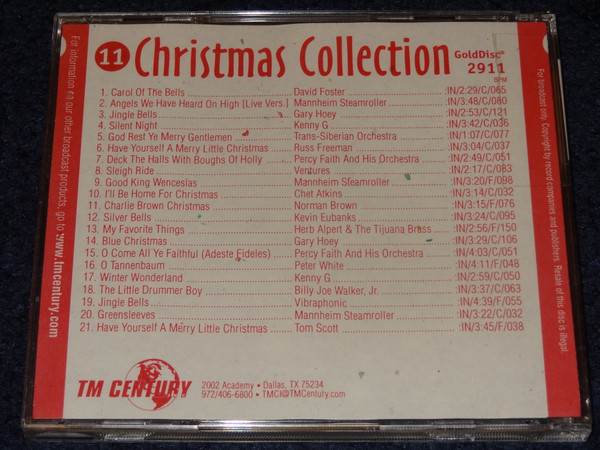 11 Christmas Collection GoldDisc®
2911
BPM
1. Carol Of The Bells David Foster :IN/2:29/C/065
2. Angels We Have Heard On High [Live Vers.] Mannheim Steamroller :IN/3:48/C/080
3. Jingle Bells Gary Hoey :IN/2:53/C/121
4. Silent Night Kenny G :IN/3:42/C/036
5. God Rest Ye Merry Gentlemen Trans-Siberian Orchestra :IN/1:07/C/077
6. Have Yourself A Merry Little Christmas Russ Freeman :IN/3:04/C/037
7. Deck The Halls With Boughs Of Holly Percy Faith And His Orchestra :IN/2:49/C/051
8. Sleigh Ride Ventures :IN/2:17/C/083
9. Good King Wenceslas Mannheim Steamroller :IN/3:20/F/098
10. I'll Be Home For Christmas Chet Atkins :IN/3:14/C/032
11. Charlie Brown Christmas Norman Brown :IN/3:15/F/076
12. Silver Bells Kevin Eubanks :IN/3:24/C/095
13. My Favorite Things Herb Alpert & The Tijuana Brass :IN/2:56/F/150
14. Blue Christmas Gary Hoey :IN/3:29/C/106
15. O Come All Ye Faithful (Adeste Fideles) Percy Faith And His Orchestra :IN/4:03/C/051
16. O Tannenbaum Peter White :IN/4:11/F/048
17. Winter Wonderland Kenny G :IN/2:59/C/050
18. The Little Drummer Boy Billy Joe Walker, Jr. :IN/3:37/C/063
19. Jingle Bells Vibraphonic :IN/4:39/F/055
20. Greensleeves Mannheim Steamroller :IN/3:22/C/032
21. Have Yourself A Merry Little Christmas Tom Scott :IN/3:45/F/038
TM CENTURY
2002 Academy • Dallas, TX 75234
972/406-6800 • TMCI@TMCentury.com
For information on our other broadcast products, go to www.tmcentury.com
For broadcast only. Copyright by record companies and publishers. Resale of this disc is illegal.